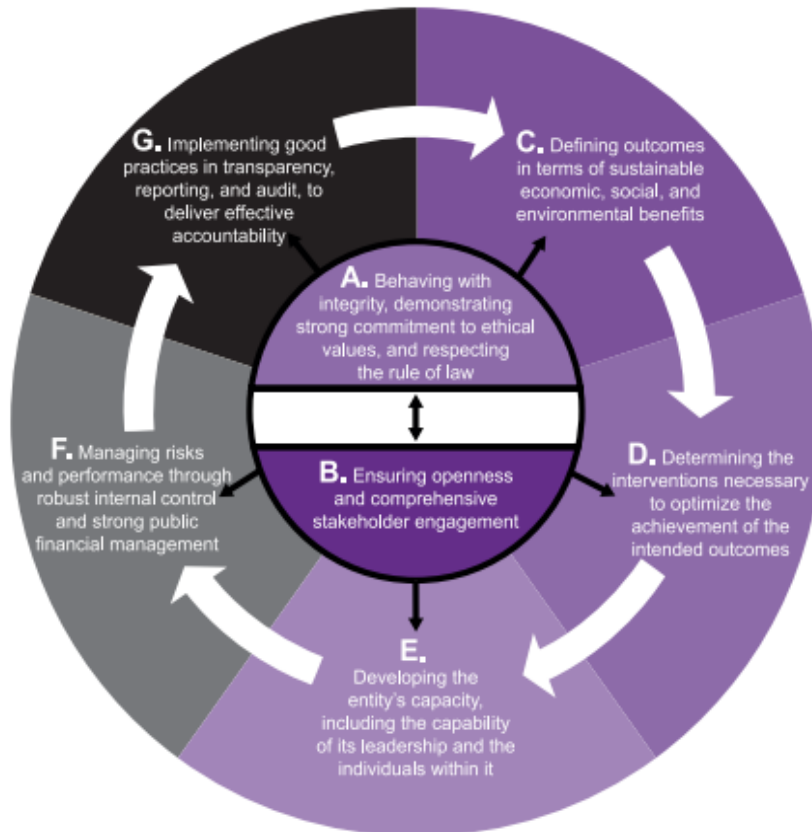 A. Behaving with
integrity, demonstrating
strong commitment to ethical
values, and respecting
the rule of law
B. Ensuring openness
and comprehensive
stakeholder engagement
C. Defining outcomes
in terms of sustainable
economic, social, and
environmental benefits
D. Determining the
interventions necessary
to optimize the
achievement of the
intended outcomes
E.
Developing the
entity's capacity,
including the capability
of its leadership and the
individuals within it
F. Managing risks
and performance through
robust internal control
and strong public
financial management
G. Implementing good
practices in transparency,
reporting, and audit, to
deliver effective
accountability